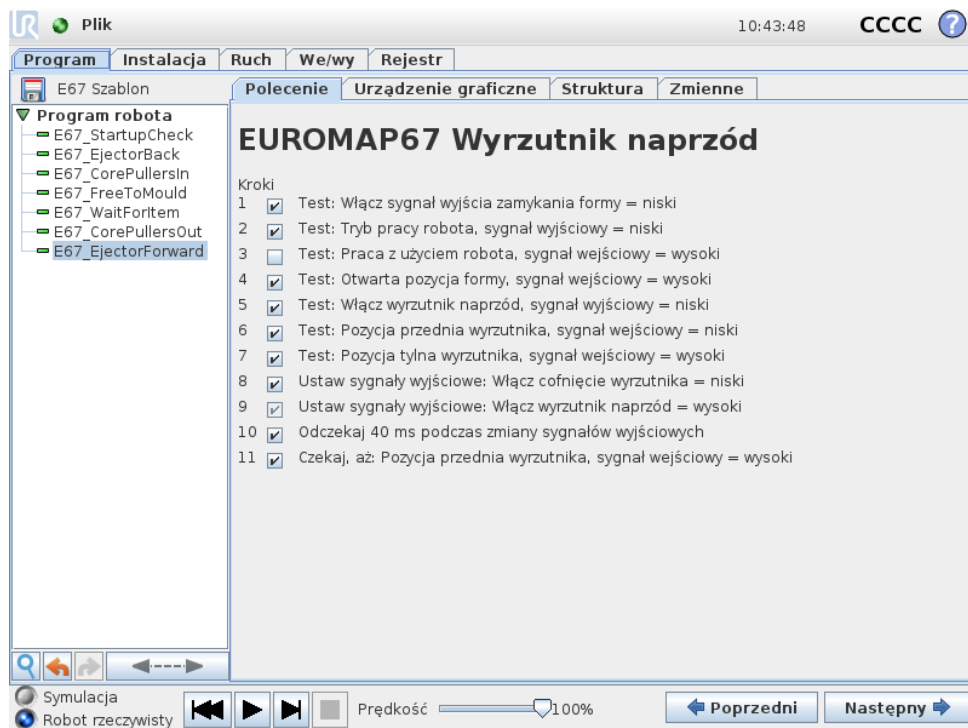 UR Plik 10:43:48 CCCC ?
Program Instalacja Ruch We/wy Rejestr
E67 Szablon
Polecenie Urządzenie graficzne Struktura Zmienne
Program robota
E67_StartupCheck
E67_EjectorBack
E67_CorePullersIn
E67_FreeToMould
E67_WaitForItem
E67_CorePullersOut
E67_EjectorForward
EUROMAP67 Wyrzutnik naprzód
Kroki
1 Test: Włącz sygnał wyjścia zamykania formy = niski
2 Test: Tryb pracy robota, sygnał wyjściowy = niski
3 Test: Praca z użyciem robota, sygnał wejściowy = wysoki
4 Test: Otwarta pozycja formy, sygnał wejściowy = wysoki
5 Test: Włącz wyrzutnik naprzód, sygnał wyjściowy = niski
6 Test: Pozycja przednia wyrzutnika, sygnał wejściowy = niski
7 Test: Pozycja tylna wyrzutnika, sygnał wejściowy = wysoki
8 Ustaw sygnały wyjściowe: Włącz cofnięcie wyrzutnika = niski
9 Ustaw sygnały wyjściowe: Włącz wyrzutnik naprzód = wysoki
10 Odczekaj 40 ms podczas zmiany sygnałów wyjściowych
11 Czekaj, aż: Pozycja przednia wyrzutnika, sygnał wejściowy = wysoki
Symulacja
Robot rzeczywisty
Prędkość 100%
Poprzedni Następny